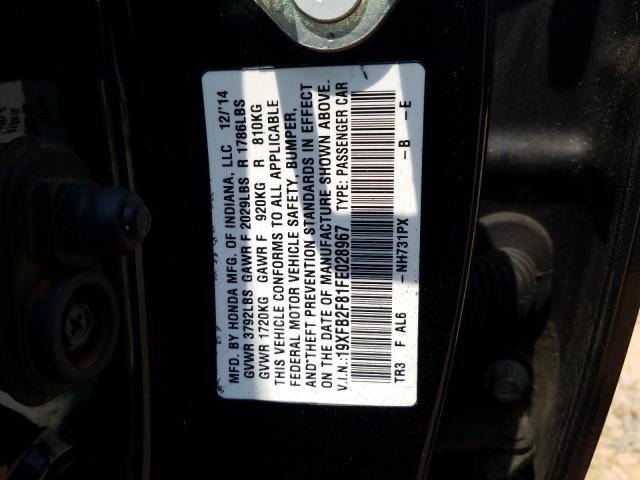 MFD. BY HONDA MFG. OF INDIANA, LLC 12/'14
GVWR 3792LBS GAWR F 2029LBS R 1786LBS
GVWR 1720KG GAWR F 920KG R 810KG
THIS VEHICLE CONFORMS TO ALL APPLICABLE
FEDERAL MOTOR VEHICLE SAFETY, BUMPER,
AND THEFT PREVENTION STANDARDS IN EFFECT
ON THE DATE OF MANUFACTURE SHOWN ABOVE.
V.I.N.: 19XFB2F81FE028967 TYPE: PASSENGER CAR
TR3 F AL6 -NH731PX -B -E